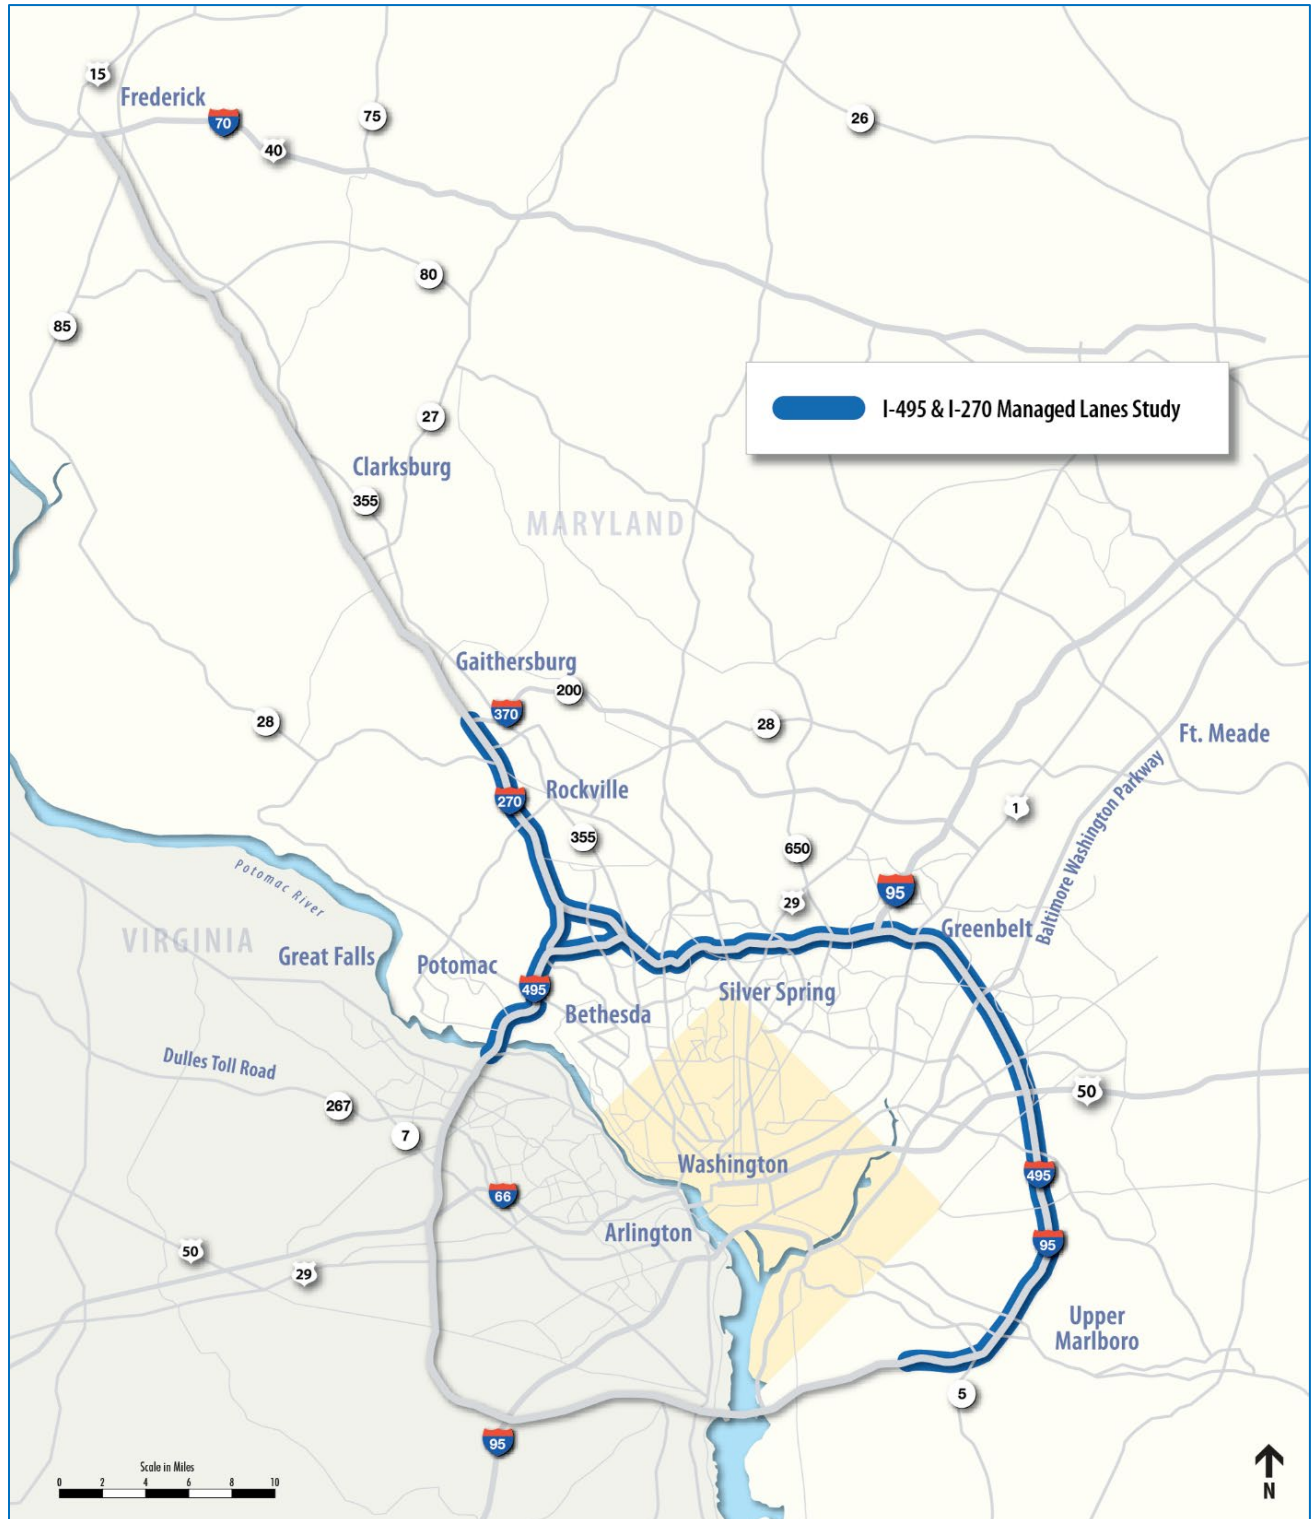 15
Frederick
70
40
75
26
80
85
I-495 & I-270 Managed Lanes Study
27
Clarksburg
355
MARYLAND
Gaithersburg
200
370
28
28
Ft. Meade
Rockville
270
1
355
650
Baltimore Washington Parkway
Potomac River
95
29
VIRGINIA
Great Falls
Potomac
Greenbelt
495
Silver Spring
Bethesda
Dulles Toll Road
50
267
7
Washington
495
66
Arlington
95
50
29
Upper
Marlboro
5
95
Scale in Miles
0 2 4 6 8 10
N